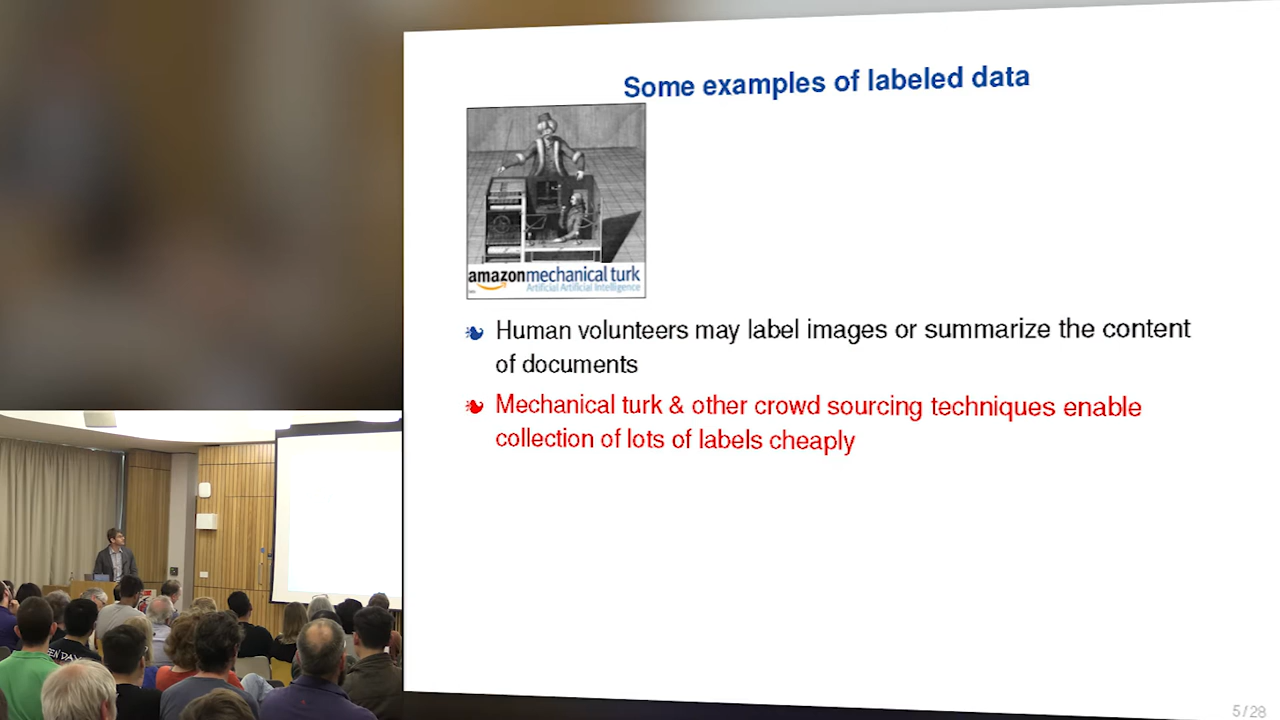 Some examples of labeled data
amazonmechanical turk
Artificial Artificial Intelligence
Human volunteers may label images or summarize the content
of documents
Mechanical turk & other crowd sourcing techniques enable
collection of lots of labels cheaply
5/28